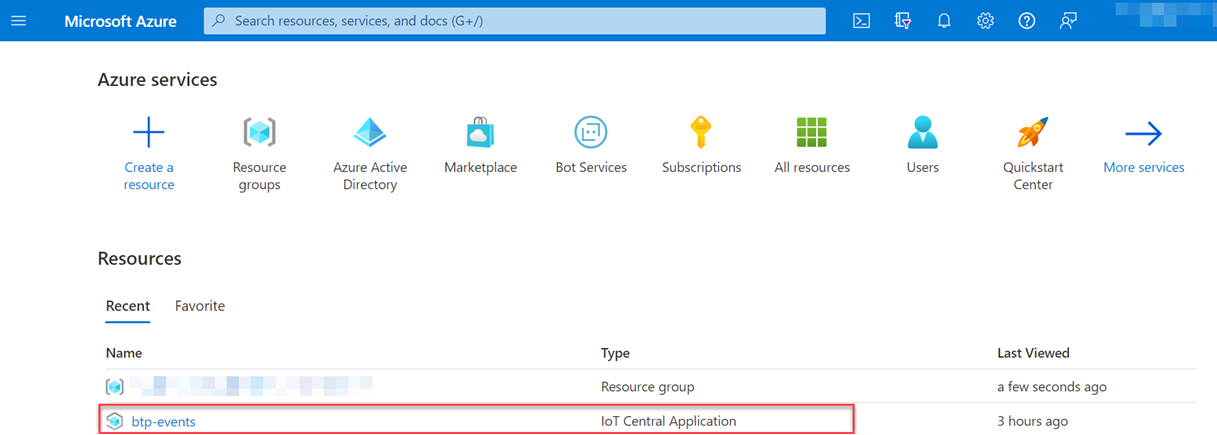 Microsoft Azure
Search resources, services, and docs (G+/)
Azure services
Create a resource
Resource groups
Azure Active Directory
Marketplace
Bot Services
Subscriptions
All resources
Users
Quickstart Center
More services
Resources
Recent Favorite
Name Type Last Viewed
Resource group a few seconds ago
btp-events IoT Central Application 3 hours ago